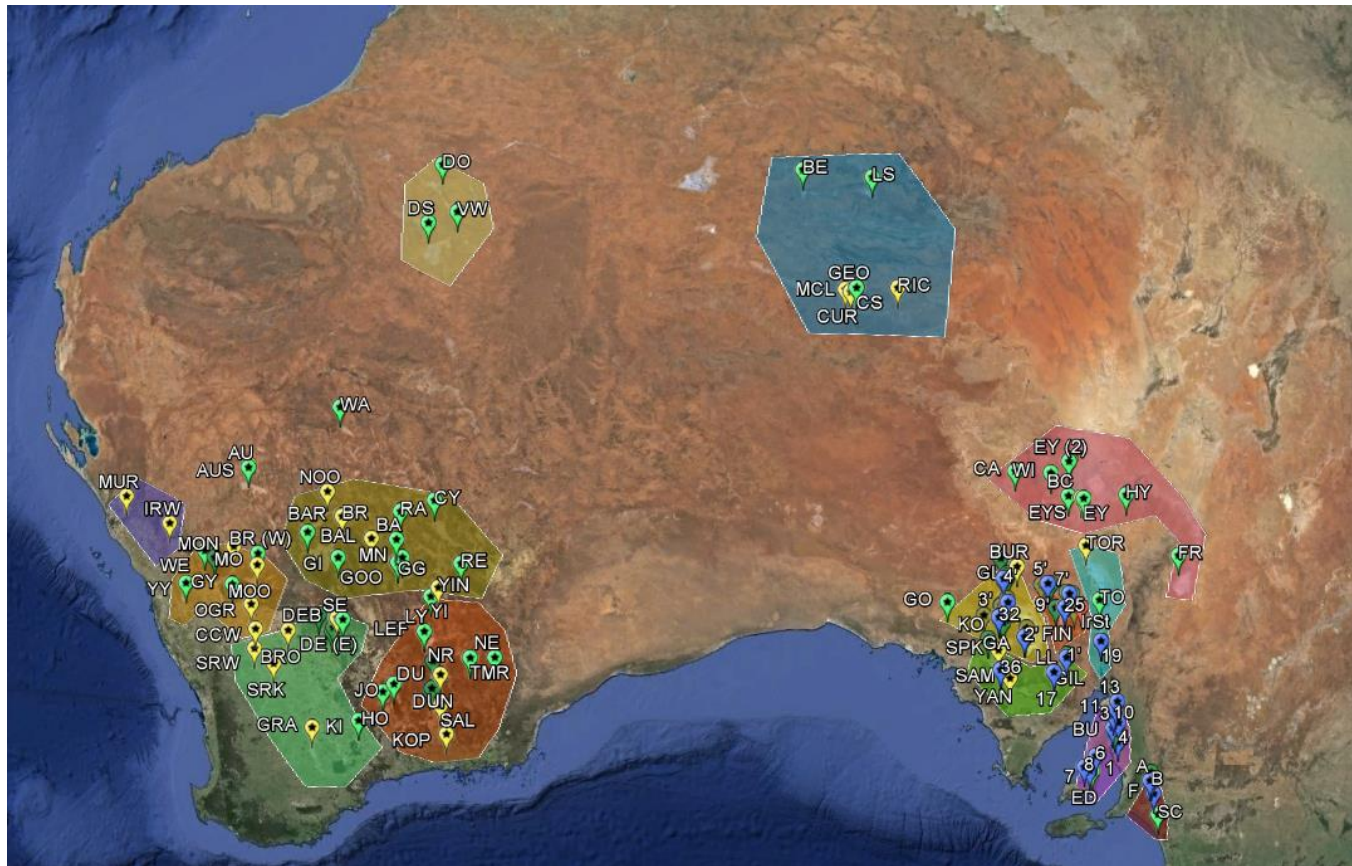 DO
BE
LS
DS
VW
GEO
MCL
RIC
CS
CUR
WA
AU
AUS
EY (2)
CA
WI
BC
MUR
NOO
CY
HY
EYS
EY
IRW
BAR
BR
RA
BAL
BA
BR (W)
MON
MO
TOR
FR
WE
GI
MN
GOO
GG
RE
BUR
YY
GY
MOO
YIN
GL
4'
5'
7'
OGR
YI
GO
3'
9'
25
TO
DEB
SE
LY
KO
32
IrSt
CCW
DE (E)
LEF
GA
2'
FIN
SRW
BRO
NR
NE
SPK
LL
1'
19
SRK
DU
TMR
SAM
36
GIL
JO
DUN
YAN
17
13
GRA
KI
HO
SAL
11
3
10
KOP
BU
4
6
8
1
A
7
B
ED
F
SC